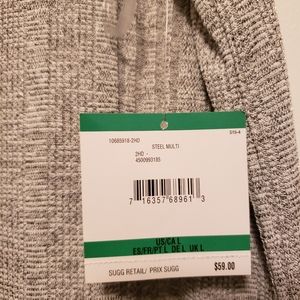 10685918-2HD
S15-4
STEEL MULTI
2HD -
4500993185
7 16357 68961 3
US/CA L
ES/FR/PT L DE L UK L
SUGG RETAIL/ PRIX SUGG
$59.00